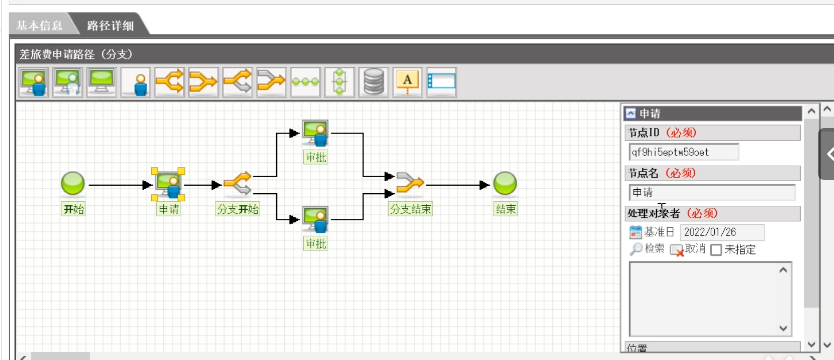 基本信息 路径详细
差旅费申请路径（分支）
A
开始
申请
分支开始
审批
审批
分支结束
结束
申请
节点ID（必须）
qf9hi5eptw59oet
节点名（必须）
申请
处理对象者（必须）
基准日 2022/01/26
检索 取消 未指定
位置